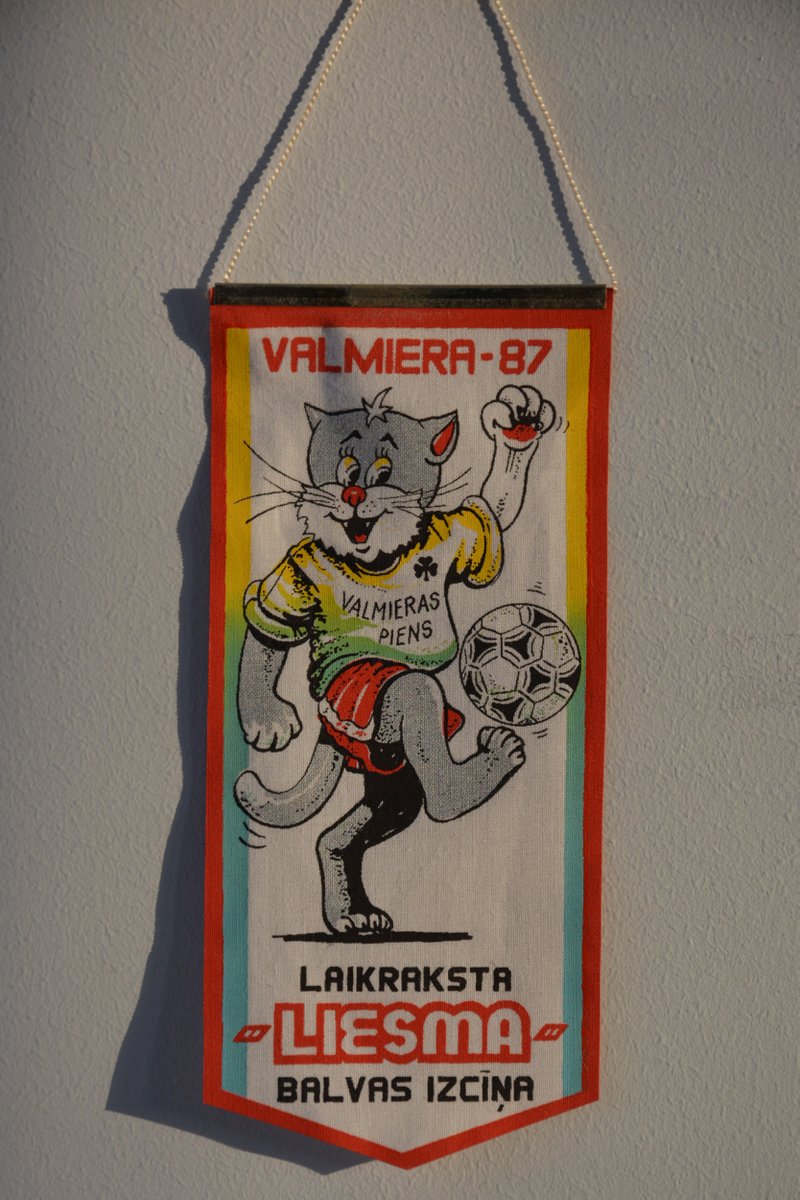 VALMIERA-87
VALMIERAS
PIENS
LAIKRAKSTA
"LIESMA"
BALVAS IZCĪŅA